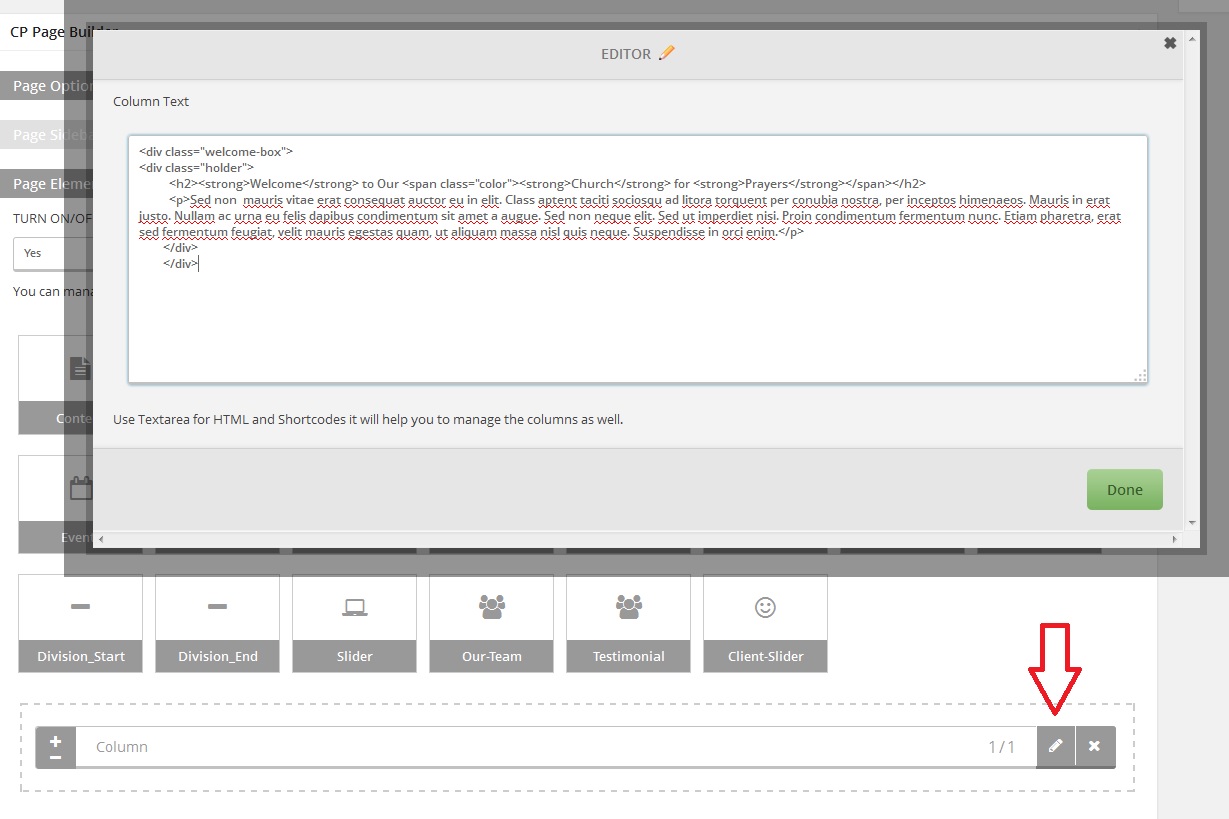 CP Page Builder
EDITOR
Page Option
Column Text
Page Sideba
Page Eleme
TURN ON/OF
Yes
You can mana
<div class="welcome-box">
<div class="holder">
<h2><strong>Welcome</strong> to Our <span class="color"><strong>Church</strong> for <strong>Prayers</strong></span></h2>
<p>Sed non  mauris vitae erat consequat auctor eu in elit. Class aptent taciti sociosqu ad litora torquent per conubia nostra, per inceptos himenaeos. Mauris in erat
justo. Nullam ac urna eu felis dapibus condimentum sit amet a augue. Sed non neque elit. Sed ut imperdiet nisi. Proin condimentum fermentum nunc. Etiam pharetra, erat
sed fermentum feugiat, velit mauris egestas quam, ut aliquam massa nisl quis neque. Suspendisse in orci enim.</p>
</div>
</div>
Conte
Use Textarea for HTML and Shortcodes it will help you to manage the columns as well.
Done
Event
Division_Start
Division_End
Slider
Our-Team
Testimonial
Client-Slider
Column
1 / 1